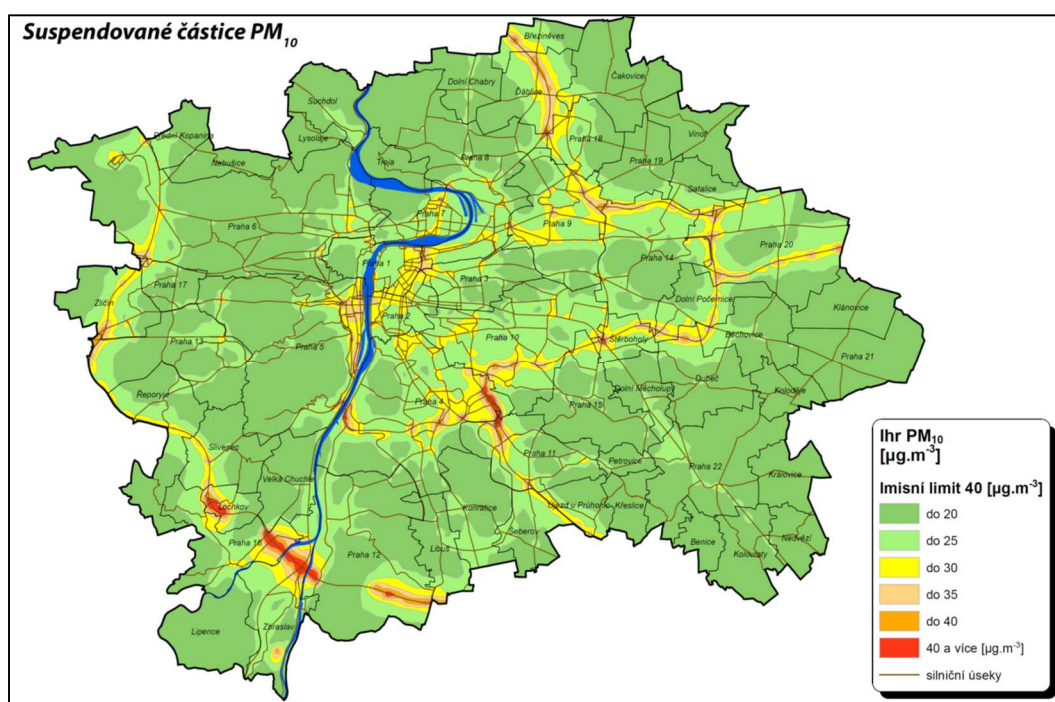 Suspendované částice PM10
Březiněves
Čakovice
Dolní Chabry
Ďáblice
Suchdol
Vinoř
Přední Kopanina
Lysolaje
Praha 18
Nebušice
Troja
Praha 8
Praha 19
Satalice
Praha 7
Praha 6
Praha 9
Praha 20
Praha 1
Praha 14
Praha 3
Praha 17
Zličín
Dolní Počernice
Klánovice
Praha 2
Praha 13
Praha 5
Praha 10
Štěrboholy
Běchovice
Praha 21
Dubeč
Řeporyje
Praha 4
Dolní Měcholupy
Koloděje
Praha 15
Slivenec
Praha 11
Petrovice
Praha 22
Královice
Velká Chuchle
Lochkov
Kunratice
Újezd u Průhonic
Křeslice
Šeberov
Nedvězí
Praha 16
Praha 12
Libuš
Benice
Kolovraty
Lipence
Zbraslav
Ihr PM10
[µg.m-3]
Imisní limit 40 [µg.m-3]
do 20
do 25
do 30
do 35
do 40
40 a více [µg.m-3]
silniční úseky